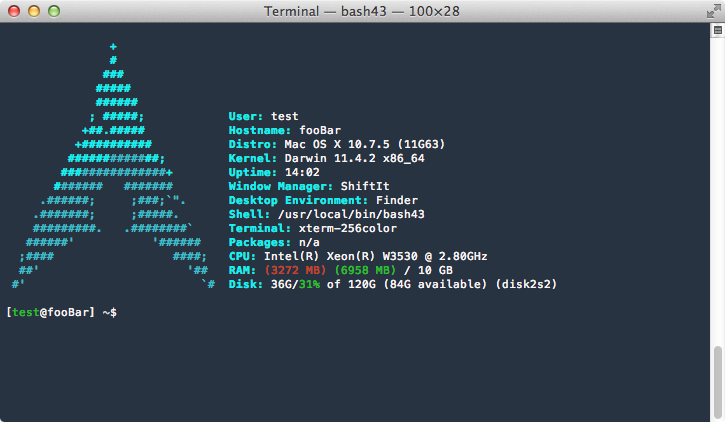 Terminal — bash43 — 100×28
                +
                #
               ###
              #####
              ######
             ; #####;            User: test
            +##.#####            Hostname: fooBar
           +##########           Distro: Mac OS X 10.7.5 (11G63)
          #############;         Kernel: Darwin 11.4.2 x86_64
         ###############+        Uptime: 14:02
        #######   #######        Window Manager: ShiftIt
      .######;     ;###;`".      Desktop Environment: Finder
     .#######;     ;#####.       Shell: /usr/local/bin/bash43
     #########.   .########`     Terminal: xterm-256color
    ######'           '######    Packages: n/a
   ;####                 ####;   CPU: Intel(R) Xeon(R) W3530 @ 2.80GHz
   ##'                     '##   RAM: (3272 MB) (6958 MB) / 10 GB
  #'                         `#  Disk: 36G/31% of 120G (84G available) (disk2s2)
[test@fooBar] ~$